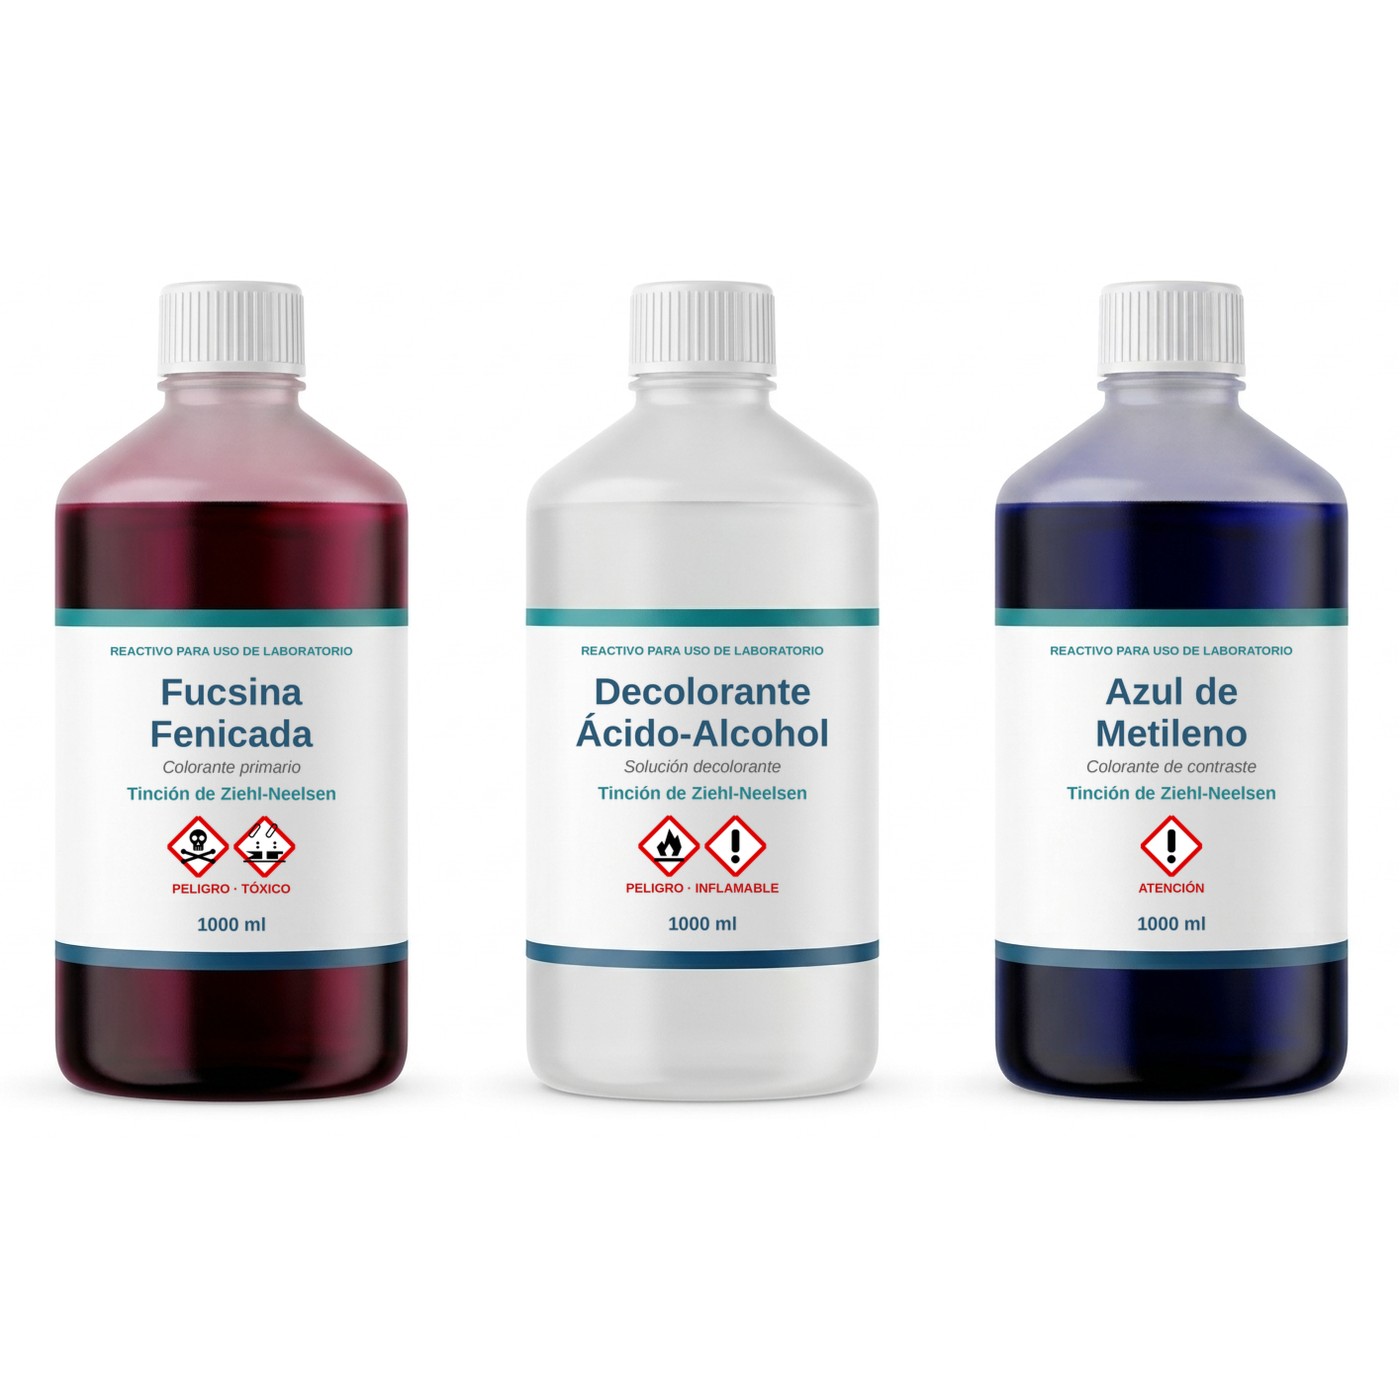 REACTIVO PARA USO DE LABORATORIO
Fucsina
Fenicada
Colorante primario
Tinción de Ziehl-Neelsen
PELIGRO · TÓXICO
1000 ml
REACTIVO PARA USO DE LABORATORIO
Decolorante
Ácido-Alcohol
Solución decolorante
Tinción de Ziehl-Neelsen
PELIGRO · INFLAMABLE
1000 ml
REACTIVO PARA USO DE LABORATORIO
Azul de
Metileno
Colorante de contraste
Tinción de Ziehl-Neelsen
ATENCIÓN
1000 ml